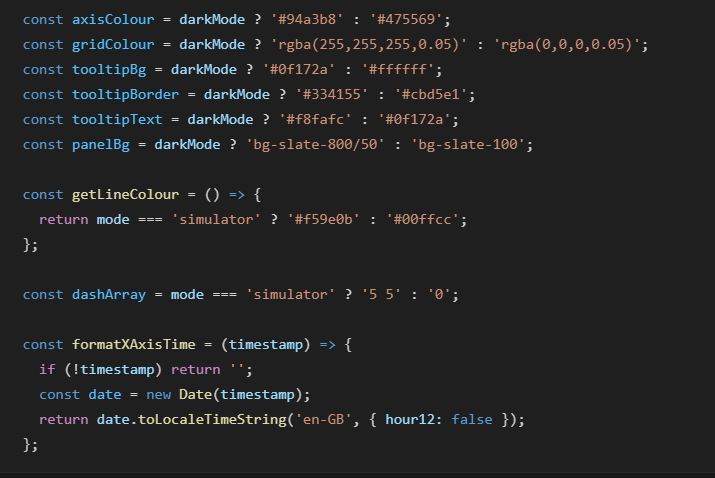 const axisColour = darkMode ? '#94a3b8' : '#475569';
const gridColour = darkMode ? 'rgba(255,255,255,0.05)' : 'rgba(0,0,0,0.05)';
const tooltipBg = darkMode ? '#0f172a' : '#ffffff';
const tooltipBorder = darkMode ? '#334155' : '#cbd5e1';
const tooltipText = darkMode ? '#f8fafc' : '#0f172a';
const panelBg = darkMode ? 'bg-slate-800/50' : 'bg-slate-100';

const getLineColour = () => {
  return mode === 'simulator' ? '#f59e0b' : '#00ffcc';
};

const dashArray = mode === 'simulator' ? '5 5' : '0';

const formatXAxisTime = (timestamp) => {
  if (!timestamp) return '';
  const date = new Date(timestamp);
  return date.toLocaleTimeString('en-GB', { hour12: false });
};